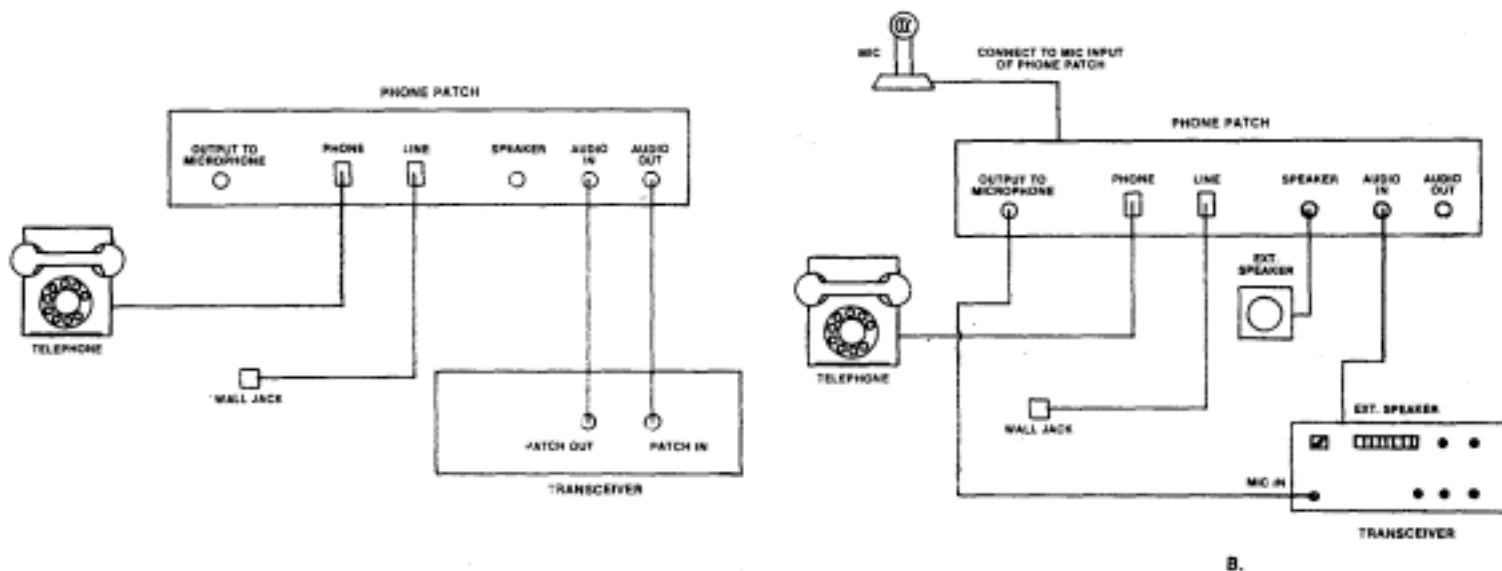 PHONE PATCH
OUTPUT TO
MICROPHONE
PHONE
LINE
SPEAKER
AUDIO
IN
AUDIO
OUT
TELEPHONE
WALL JACK
PATCH OUT
PATCH IN
TRANSCEIVER
MIC
CONNECT TO MIC INPUT
OF PHONE PATCH
PHONE PATCH
OUTPUT TO
MICROPHONE
PHONE
LINE
SPEAKER
AUDIO
IN
AUDIO
OUT
EXT.
SPEAKER
TELEPHONE
WALL JACK
EXT. SPEAKER
MIC IN
TRANSCEIVER
B.